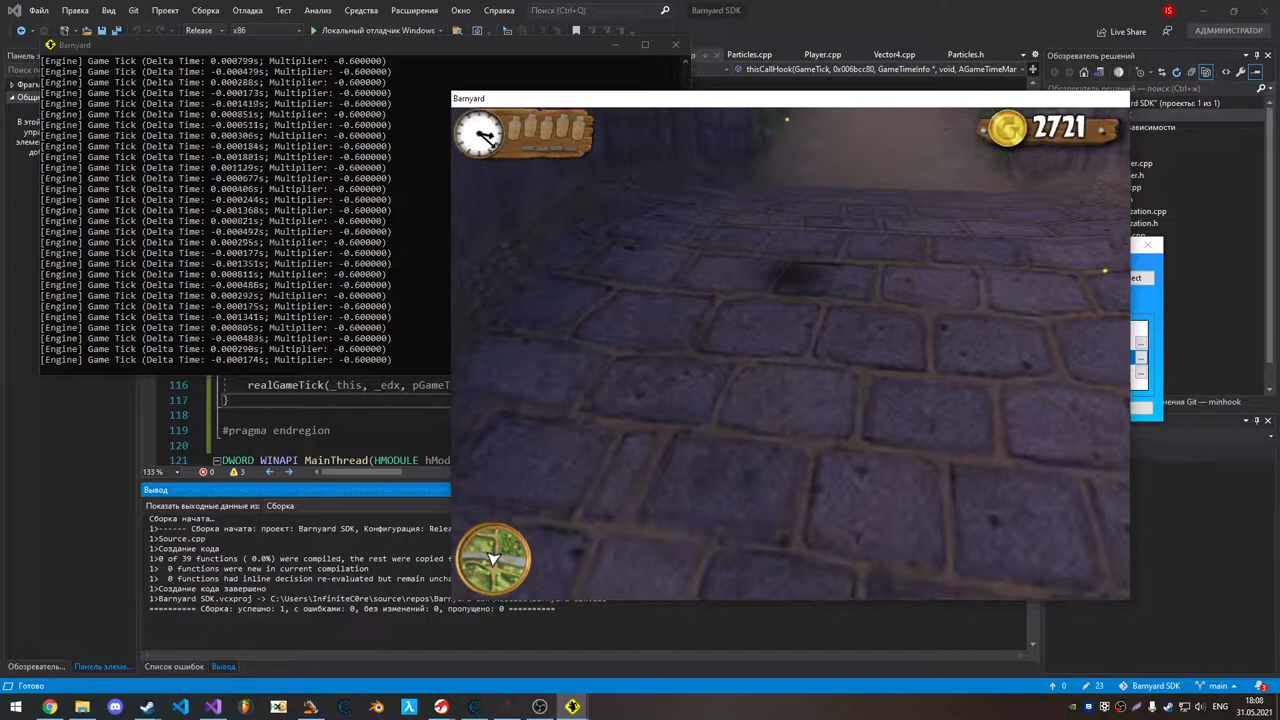 Файл
Правка
Вид
Git
Проект
Сборка
Отладка
Тест
Анализ
Средства
Расширения
Окно
Справка
Поиск (Ctrl+Q)
Barnyard SDK
IS
Release
x86
Локальный отладчик Windows
Live Share
АДМИНИСТРАТОР
Barnyard
Particles.cpp
Player.cpp
Vector4.cpp
Particles.h
Обозреватель решений
thisCallHook(GameTick, 0x006bcc80, GameTimeInfo *, void, AGameTimeMar
[Engine] Game Tick (Delta Time: 0.000799s; Multiplier: -0.600000)
[Engine] Game Tick (Delta Time: -0.000479s; Multiplier: -0.600000)
[Engine] Game Tick (Delta Time: 0.000288s; Multiplier: -0.600000)
[Engine] Game Tick (Delta Time: -0.000173s; Multiplier: -0.600000)
[Engine] Game Tick (Delta Time: -0.001419s; Multiplier: -0.600000)
[Engine] Game Tick (Delta Time: 0.000851s; Multiplier: -0.600000)
[Engine] Game Tick (Delta Time: -0.000511s; Multiplier: -0.600000)
[Engine] Game Tick (Delta Time: 0.000306s; Multiplier: -0.600000)
[Engine] Game Tick (Delta Time: -0.000184s; Multiplier: -0.600000)
[Engine] Game Tick (Delta Time: -0.001881s; Multiplier: -0.600000)
[Engine] Game Tick (Delta Time: 0.001129s; Multiplier: -0.600000)
[Engine] Game Tick (Delta Time: -0.000677s; Multiplier: -0.600000)
[Engine] Game Tick (Delta Time: 0.000406s; Multiplier: -0.600000)
[Engine] Game Tick (Delta Time: -0.000244s; Multiplier: -0.600000)
[Engine] Game Tick (Delta Time: -0.001368s; Multiplier: -0.600000)
[Engine] Game Tick (Delta Time: 0.000821s; Multiplier: -0.600000)
[Engine] Game Tick (Delta Time: -0.000492s; Multiplier: -0.600000)
[Engine] Game Tick (Delta Time: 0.000295s; Multiplier: -0.600000)
[Engine] Game Tick (Delta Time: -0.000177s; Multiplier: -0.600000)
[Engine] Game Tick (Delta Time: -0.001351s; Multiplier: -0.600000)
[Engine] Game Tick (Delta Time: 0.000811s; Multiplier: -0.600000)
[Engine] Game Tick (Delta Time: -0.000486s; Multiplier: -0.600000)
[Engine] Game Tick (Delta Time: 0.000292s; Multiplier: -0.600000)
[Engine] Game Tick (Delta Time: -0.000175s; Multiplier: -0.600000)
[Engine] Game Tick (Delta Time: -0.001341s; Multiplier: -0.600000)
[Engine] Game Tick (Delta Time: 0.000805s; Multiplier: -0.600000)
[Engine] Game Tick (Delta Time: -0.000483s; Multiplier: -0.600000)
[Engine] Game Tick (Delta Time: 0.000290s; Multiplier: -0.600000)
[Engine] Game Tick (Delta Time: -0.000174s; Multiplier: -0.600000)
Barnyard
2721
116 realGameTick(_this, _edx, pGameT
117 }
118
119 #pragma endregion
120
121 DWORD WINAPI MainThread(HMODULE hMod
133 %
0
3
Вывод
Показать выходные данные из: Сборка
Сборка начата…
1>------ Сборка начата: проект: Barnyard SDK, Конфигурация: Relea
1>Source.cpp
1>Создание кода
1>0 of 39 functions ( 0.0%) were compiled, the rest were copied f
1> 0 functions were new in current compilation
1> 0 functions had inline decision re-evaluated but remain uncha
1>Создание кода завершено
1>Barnyard SDK.vcxproj -> C:\Users\InfiniteC0re\source\repos\
========== Сборка: успешно: 1, с ошибками: 0, без изменений: 0, пропущено: 0 ==========
Обозреватель...
Панель элеме...
Список ошибок
Вывод
Готово
0
23
Barnyard SDK
main
3
ENG
18:08
31.05.2021